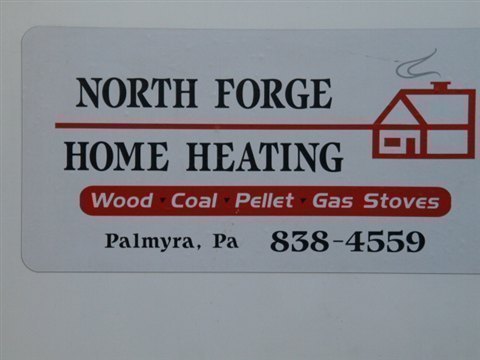 NORTH FORGE
HOME HEATING
Wood · Coal · Pellet · Gas Stoves
Palmyra, Pa 838-4559